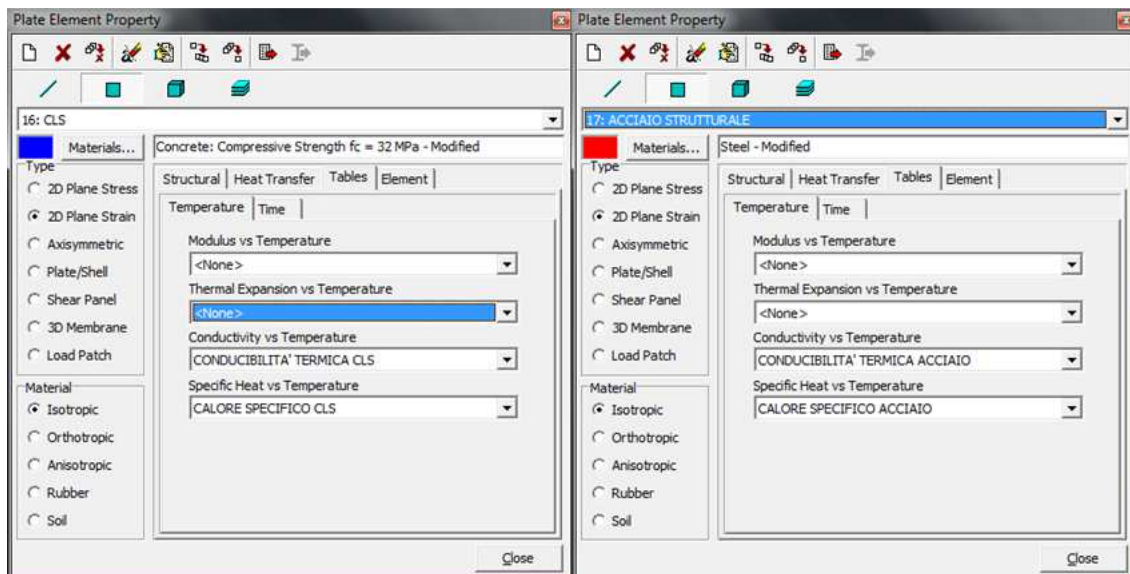 Plate Element Property
16: CLS
Materials...
Concrete: Compressive Strength fc = 32 MPa - Modified
Type
2D Plane Stress
2D Plane Strain
Axisymmetric
Plate/Shell
Shear Panel
3D Membrane
Load Patch
Material
Isotropic
Orthotropic
Anisotropic
Rubber
Soil
Structural Heat Transfer Tables Element
Temperature Time
Modulus vs Temperature
<None>
Thermal Expansion vs Temperature
<None>
Conductivity vs Temperature
CONDUCIBILITA' TERMICA CLS
Specific Heat vs Temperature
CALORE SPECIFICO CLS
Close
Plate Element Property
17: ACCIAIO STRUTTURALE
Materials...
Steel - Modified
Type
2D Plane Stress
2D Plane Strain
Axisymmetric
Plate/Shell
Shear Panel
3D Membrane
Load Patch
Material
Isotropic
Orthotropic
Anisotropic
Rubber
Soil
Structural Heat Transfer Tables Element
Temperature Time
Modulus vs Temperature
<None>
Thermal Expansion vs Temperature
<None>
Conductivity vs Temperature
CONDUCIBILITA' TERMICA ACCIAIO
Specific Heat vs Temperature
CALORE SPECIFICO ACCIAIO
Close